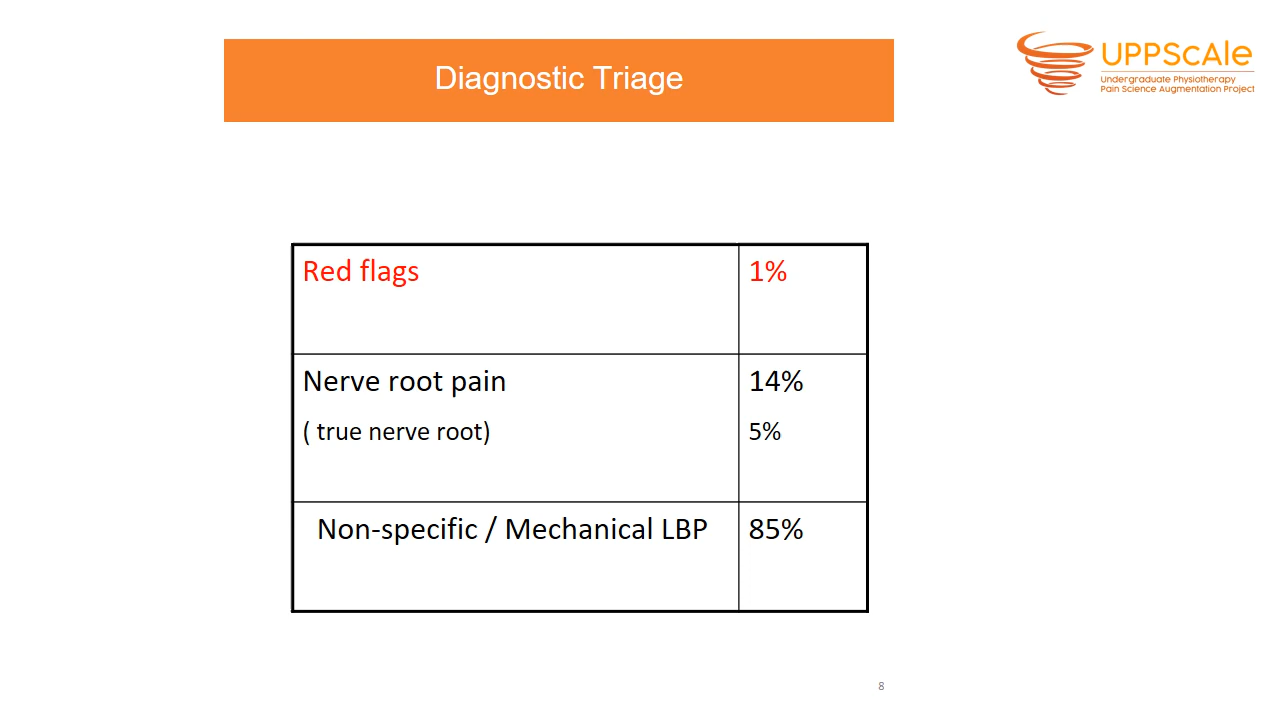 Diagnostic Triage
UPPScAle
Undergraduate Physiotherapy
Pain Science Augmentation Project
Red flags 1%
Nerve root pain 14%
( true nerve root) 5%
Non-specific / Mechanical LBP 85%
8